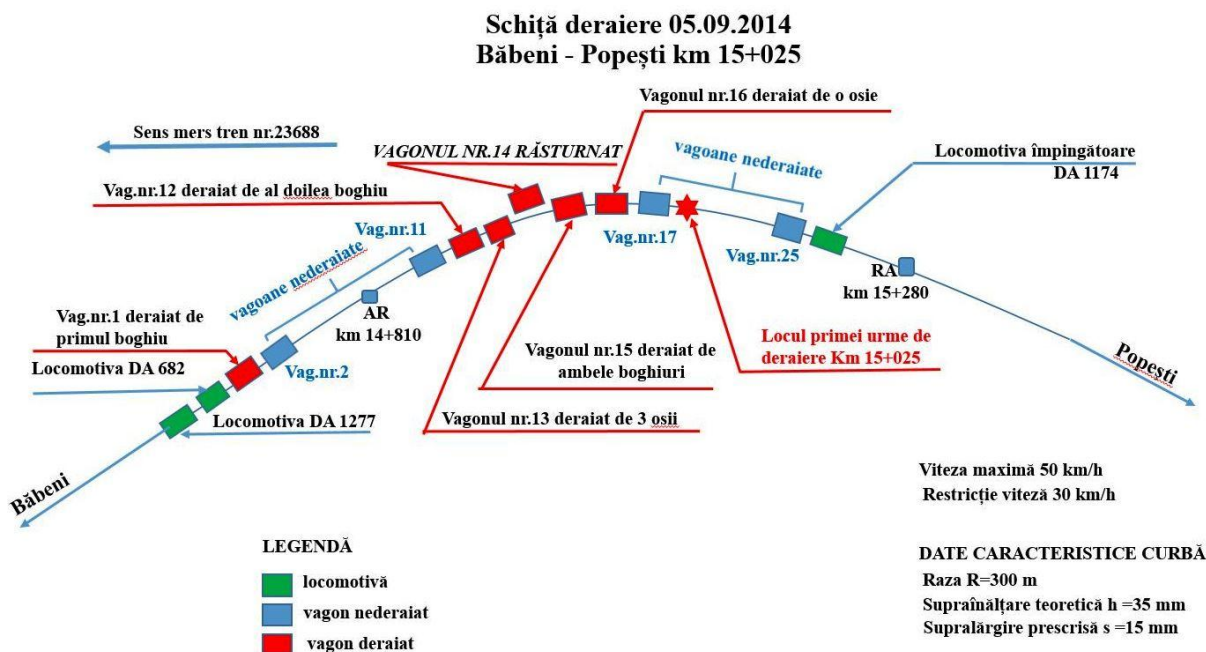 Schiță deraiere 05.09.2014
Băbeni - Popești km 15+025
Vagonul nr.16 deraiat de o osie
Sens mers tren nr.23688
VAGONUL NR.14 RĂSTURNAT
vagoane nederaiate
Locomotiva împingătoare
DA 1174
Vag.nr.12 deraiat de al doilea boghiu
Vag.nr.11
Vag.nr.17
Vag.nr.25
vagoane nederaiate
RA
km 15+280
AR
km 14+810
Vag.nr.1 deraiat de
primul boghiu
Locomotiva DA 682
Vag.nr.2
Vagonul nr.15 deraiat de
ambele boghiuri
Locul primei urme de
deraiere Km 15+025
Popești
Locomotiva DA 1277
Vagonul nr.13 deraiat de 3 osii
Băbeni
Viteza maximă 50 km/h
Restricție viteză 30 km/h
LEGENDĂ
locomotivă
vagon nederaiat
vagon deraiat
DATE CARACTERISTICE CURBĂ
Raza R=300 m
Supraînălțare teoretică h =35 mm
Supralărgire prescrisă s =15 mm